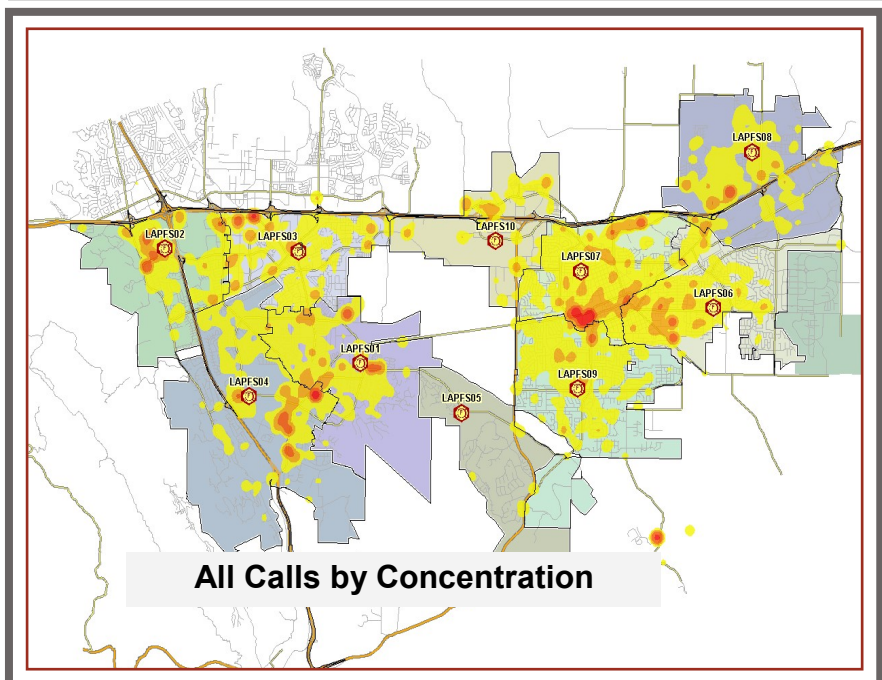 LAPFS08
LAPFS02
LAPFS03
LAPFS10
LAPFS07
LAPFS06
LAPFS01
LAPFS04
LAPFS05
LAPFS09
All Calls by Concentration